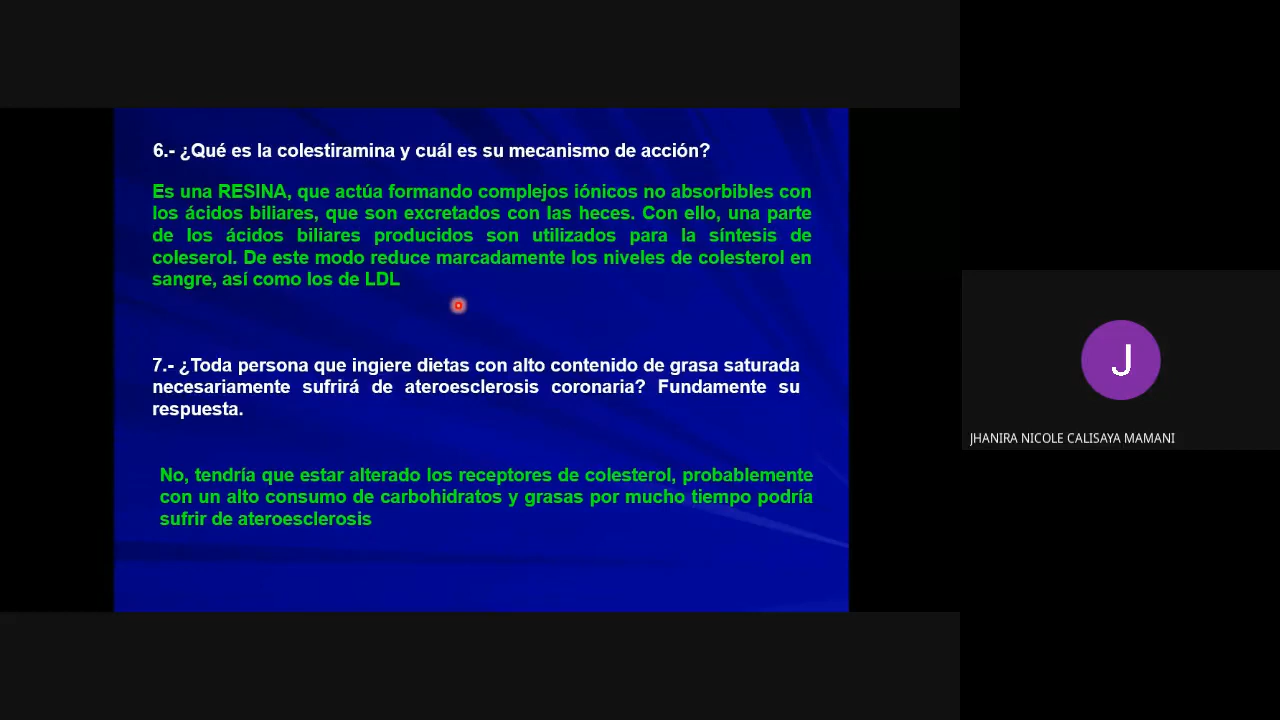 6.- ¿Qué es la colestiramina y cuál es su mecanismo de acción?
Es una RESINA, que actúa formando complejos iónicos no absorbibles con
los ácidos biliares, que son excretados con las heces. Con ello, una parte
de los ácidos biliares producidos son utilizados para la síntesis de
coleserol. De este modo reduce marcadamente los niveles de colesterol en
sangre, así como los de LDL
7.- ¿Toda persona que ingiere dietas con alto contenido de grasa saturada
necesariamente sufrirá de ateroesclerosis coronaria? Fundamente su
respuesta.
No, tendría que estar alterado los receptores de colesterol, probablemente
con un alto consumo de carbohidratos y grasas por mucho tiempo podría
sufrir de ateroesclerosis
J
JHANIRA NICOLE CALISAYA MAMANI